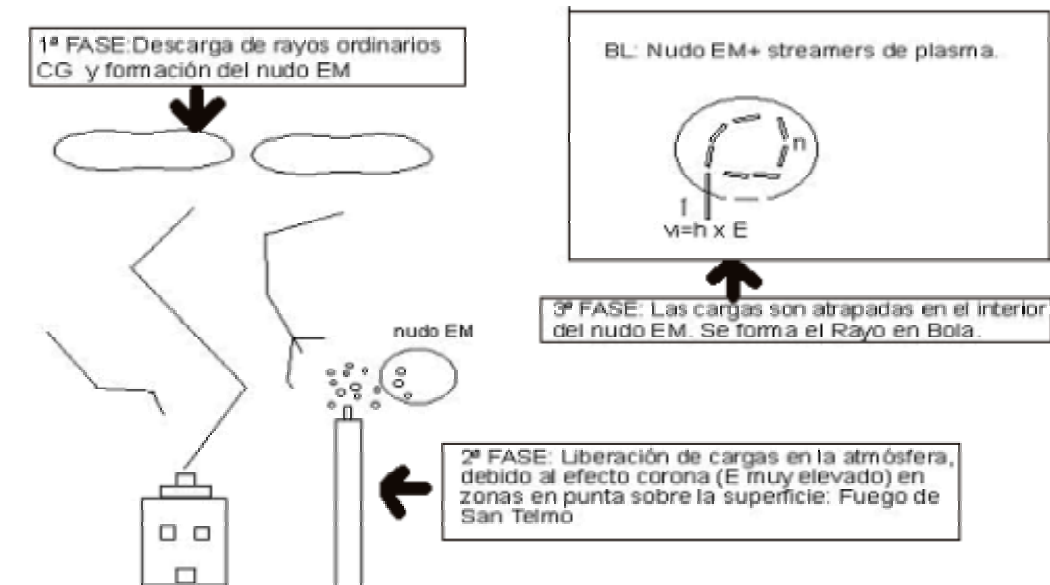 1ª FASE:Descarga de rayos ordinarios
CG y formación del nudo EM
BL: Nudo EM+ streamers de plasma.
n
1
vi=h x E
3ª FASE: Las cargas son atrapadas en el interior
del nudo EM. Se forma el Rayo en Bola.
nudo EM
2ª FASE: Liberación de cargas en la atmósfera,
debido al efecto corona (E muy elevado) en
zonas en punta sobre la superficie: Fuego de
San Telmo